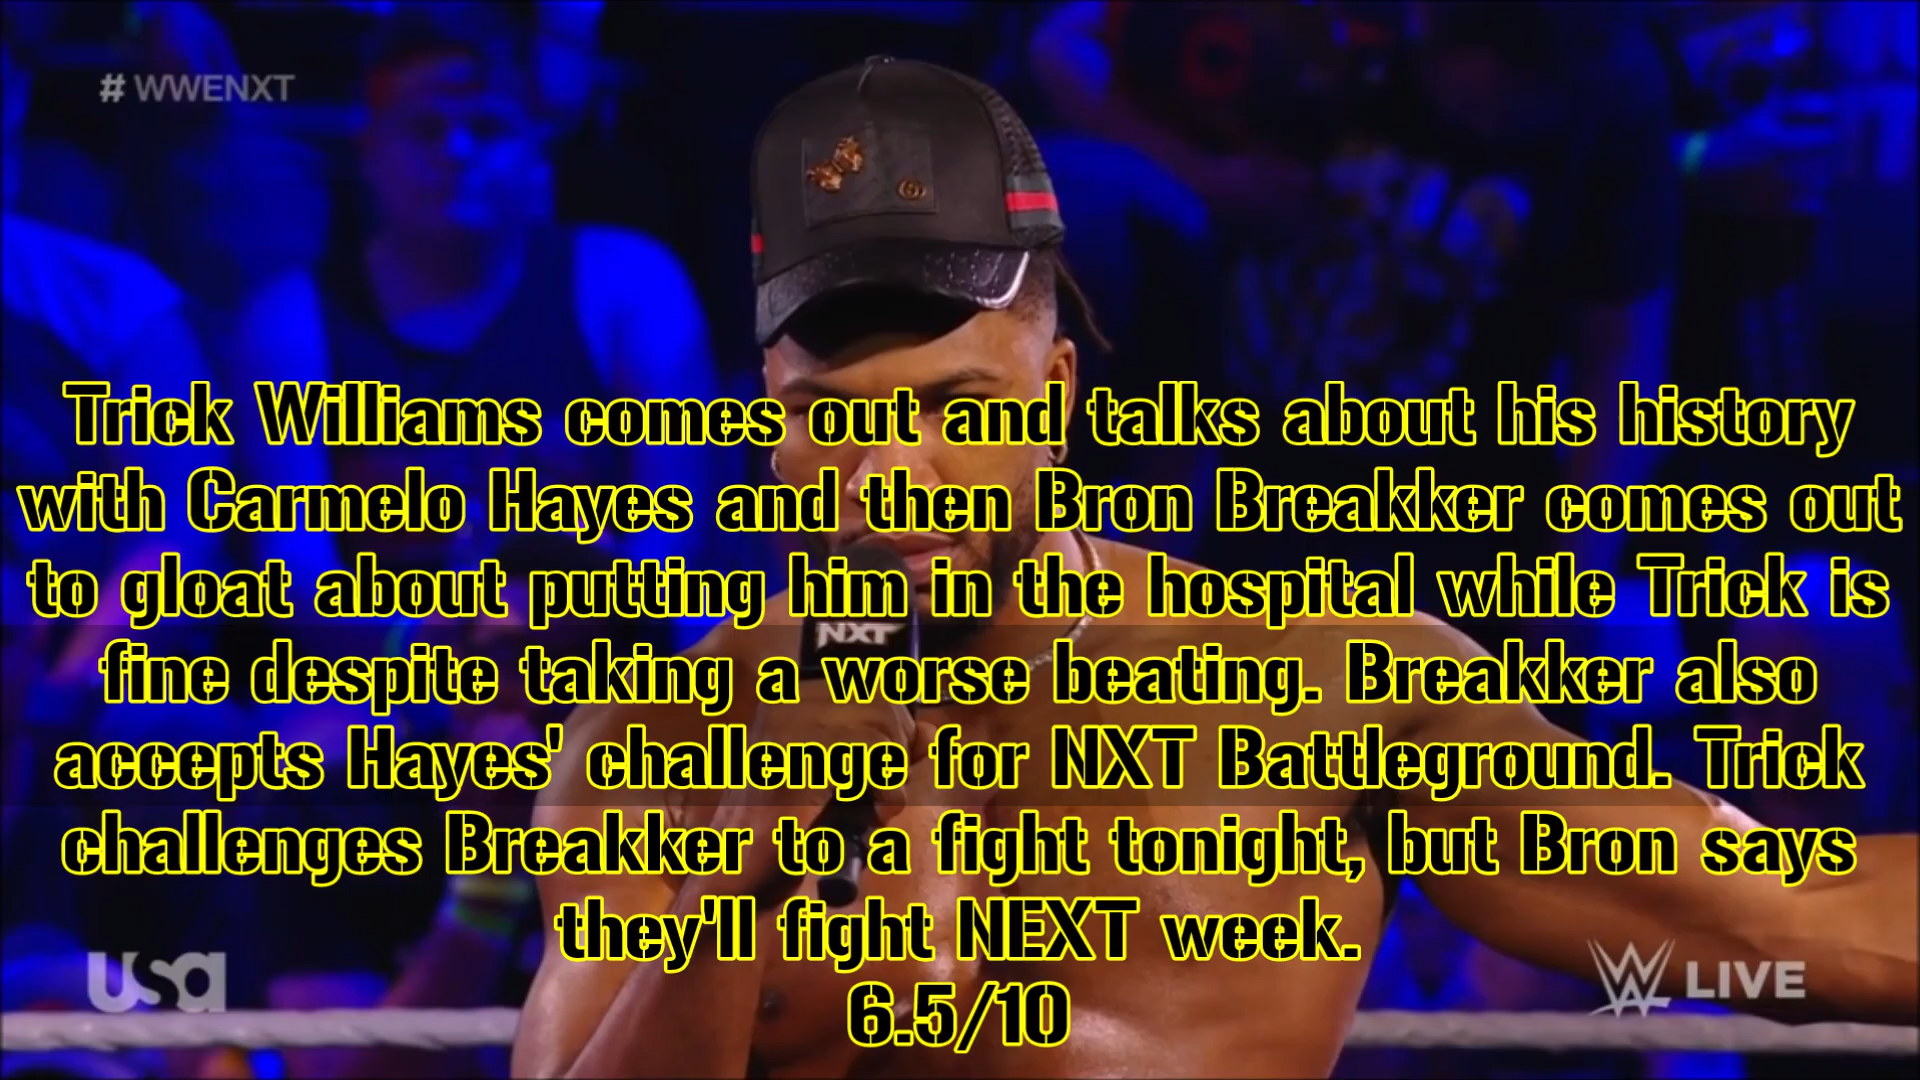 # WWENXT
Trick Williams comes out and talks about his history
with Carmelo Hayes and then Bron Breakker comes out
to gloat about putting him in the hospital while Trick is
NXT
fine despite taking a worse beating. Breakker also
accepts Hayes' challenge for NXT Battleground. Trick
challenges Breakker to a fight tonight, but Bron says
they'll fight NEXT week.
usa
W LIVE
6.5/10